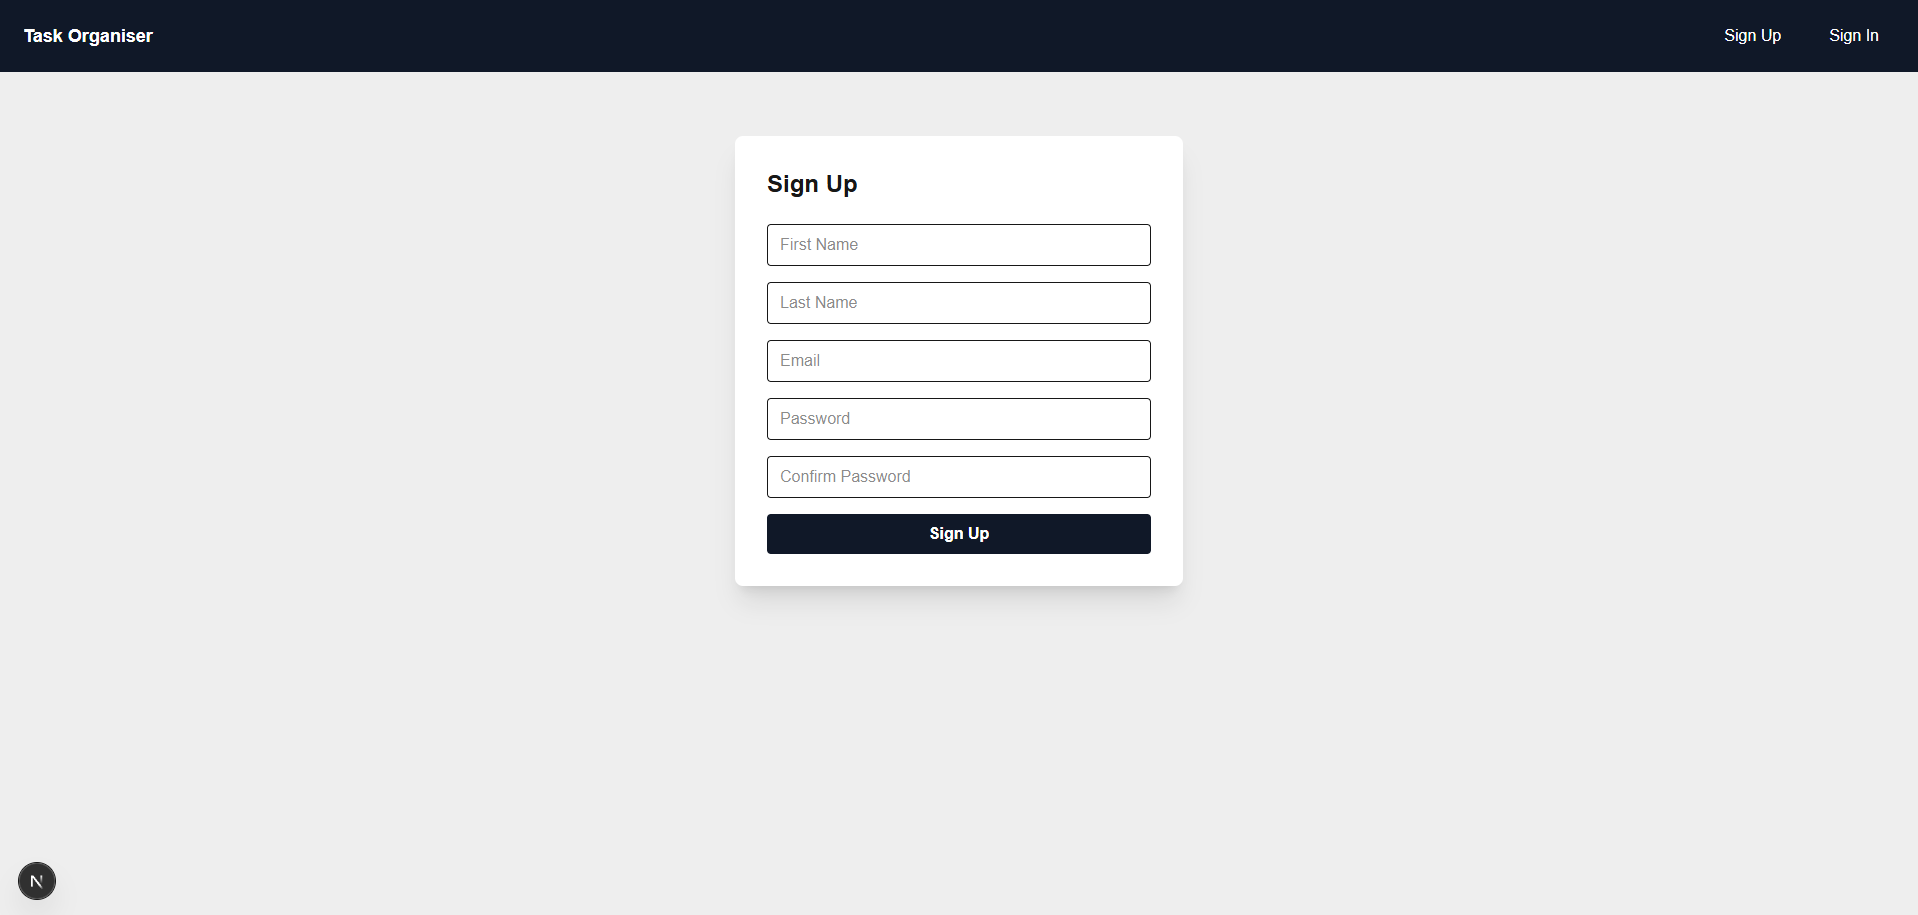 Task Organiser
Sign Up
Sign In
Sign Up
First Name
Last Name
Email
Password
Confirm Password
Sign Up
N